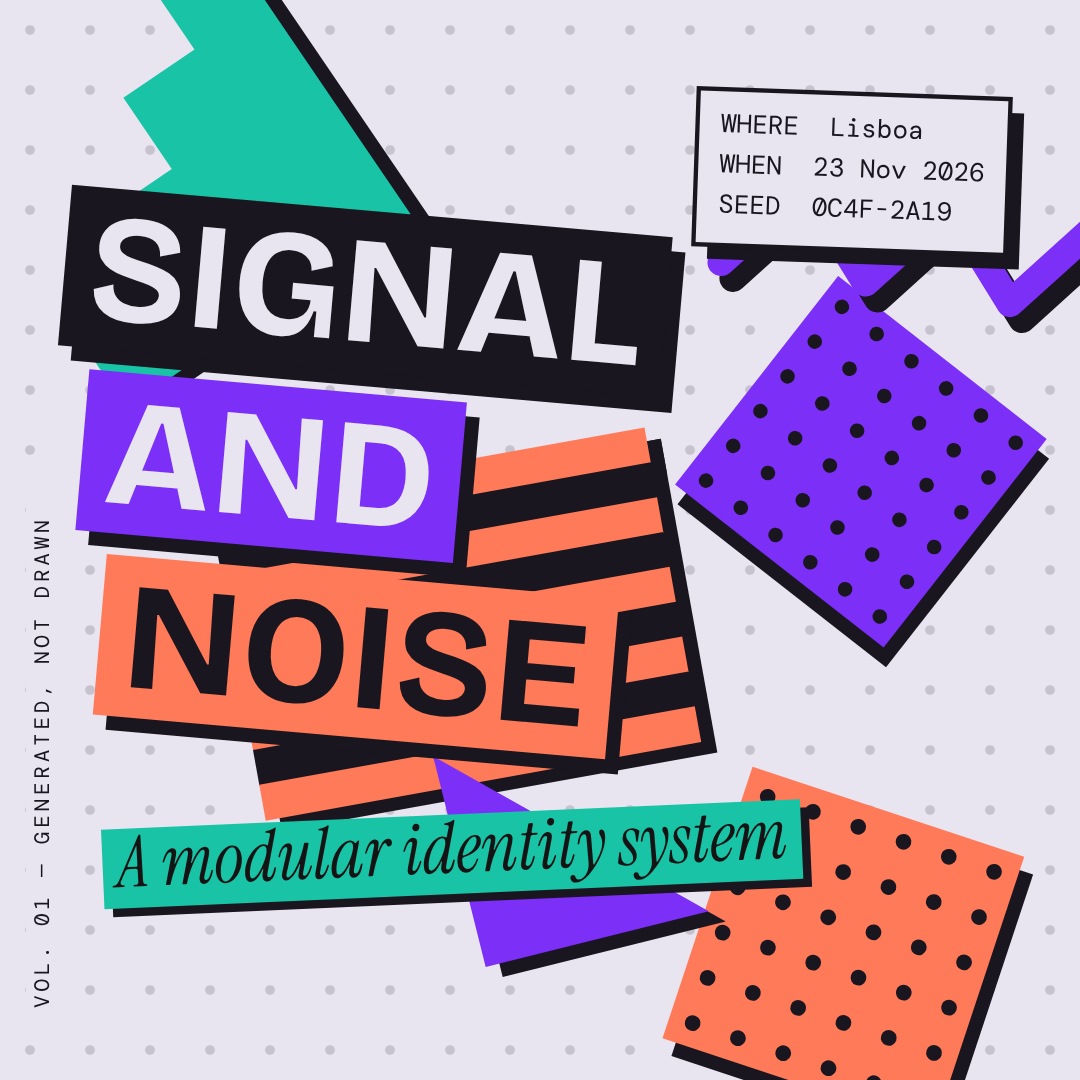 WHERE Lisboa
WHEN 23 Nov 2026
SEED 0C4F-2A19
SIGNAL
AND
NOISE
A modular identity system
VOL. 01 — GENERATED, NOT DRAWN